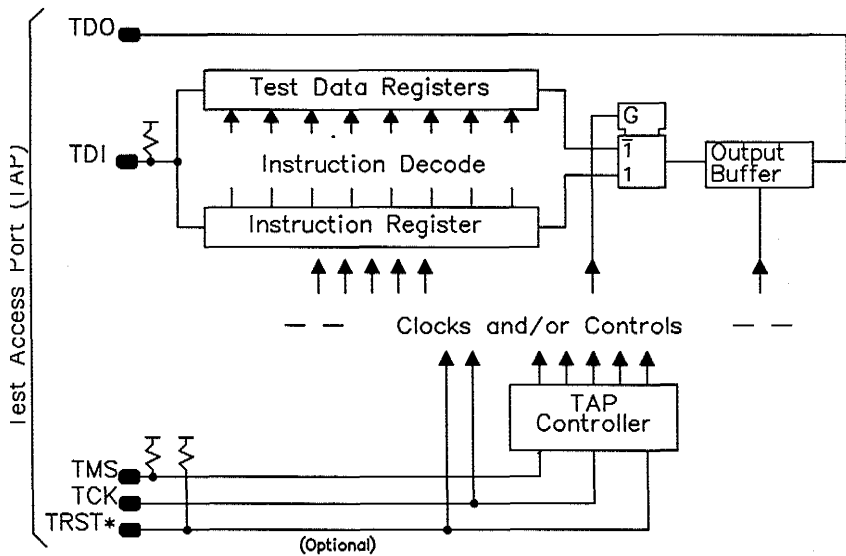 TDO
Test Data Registers
G
TDI
Instruction Decode
1
1
Output
Buffer
Instruction Register
Test Access Port (TAP)
Clocks and/or Controls
TAP
Controller
TMS
TCK
TRST*
(Optional)